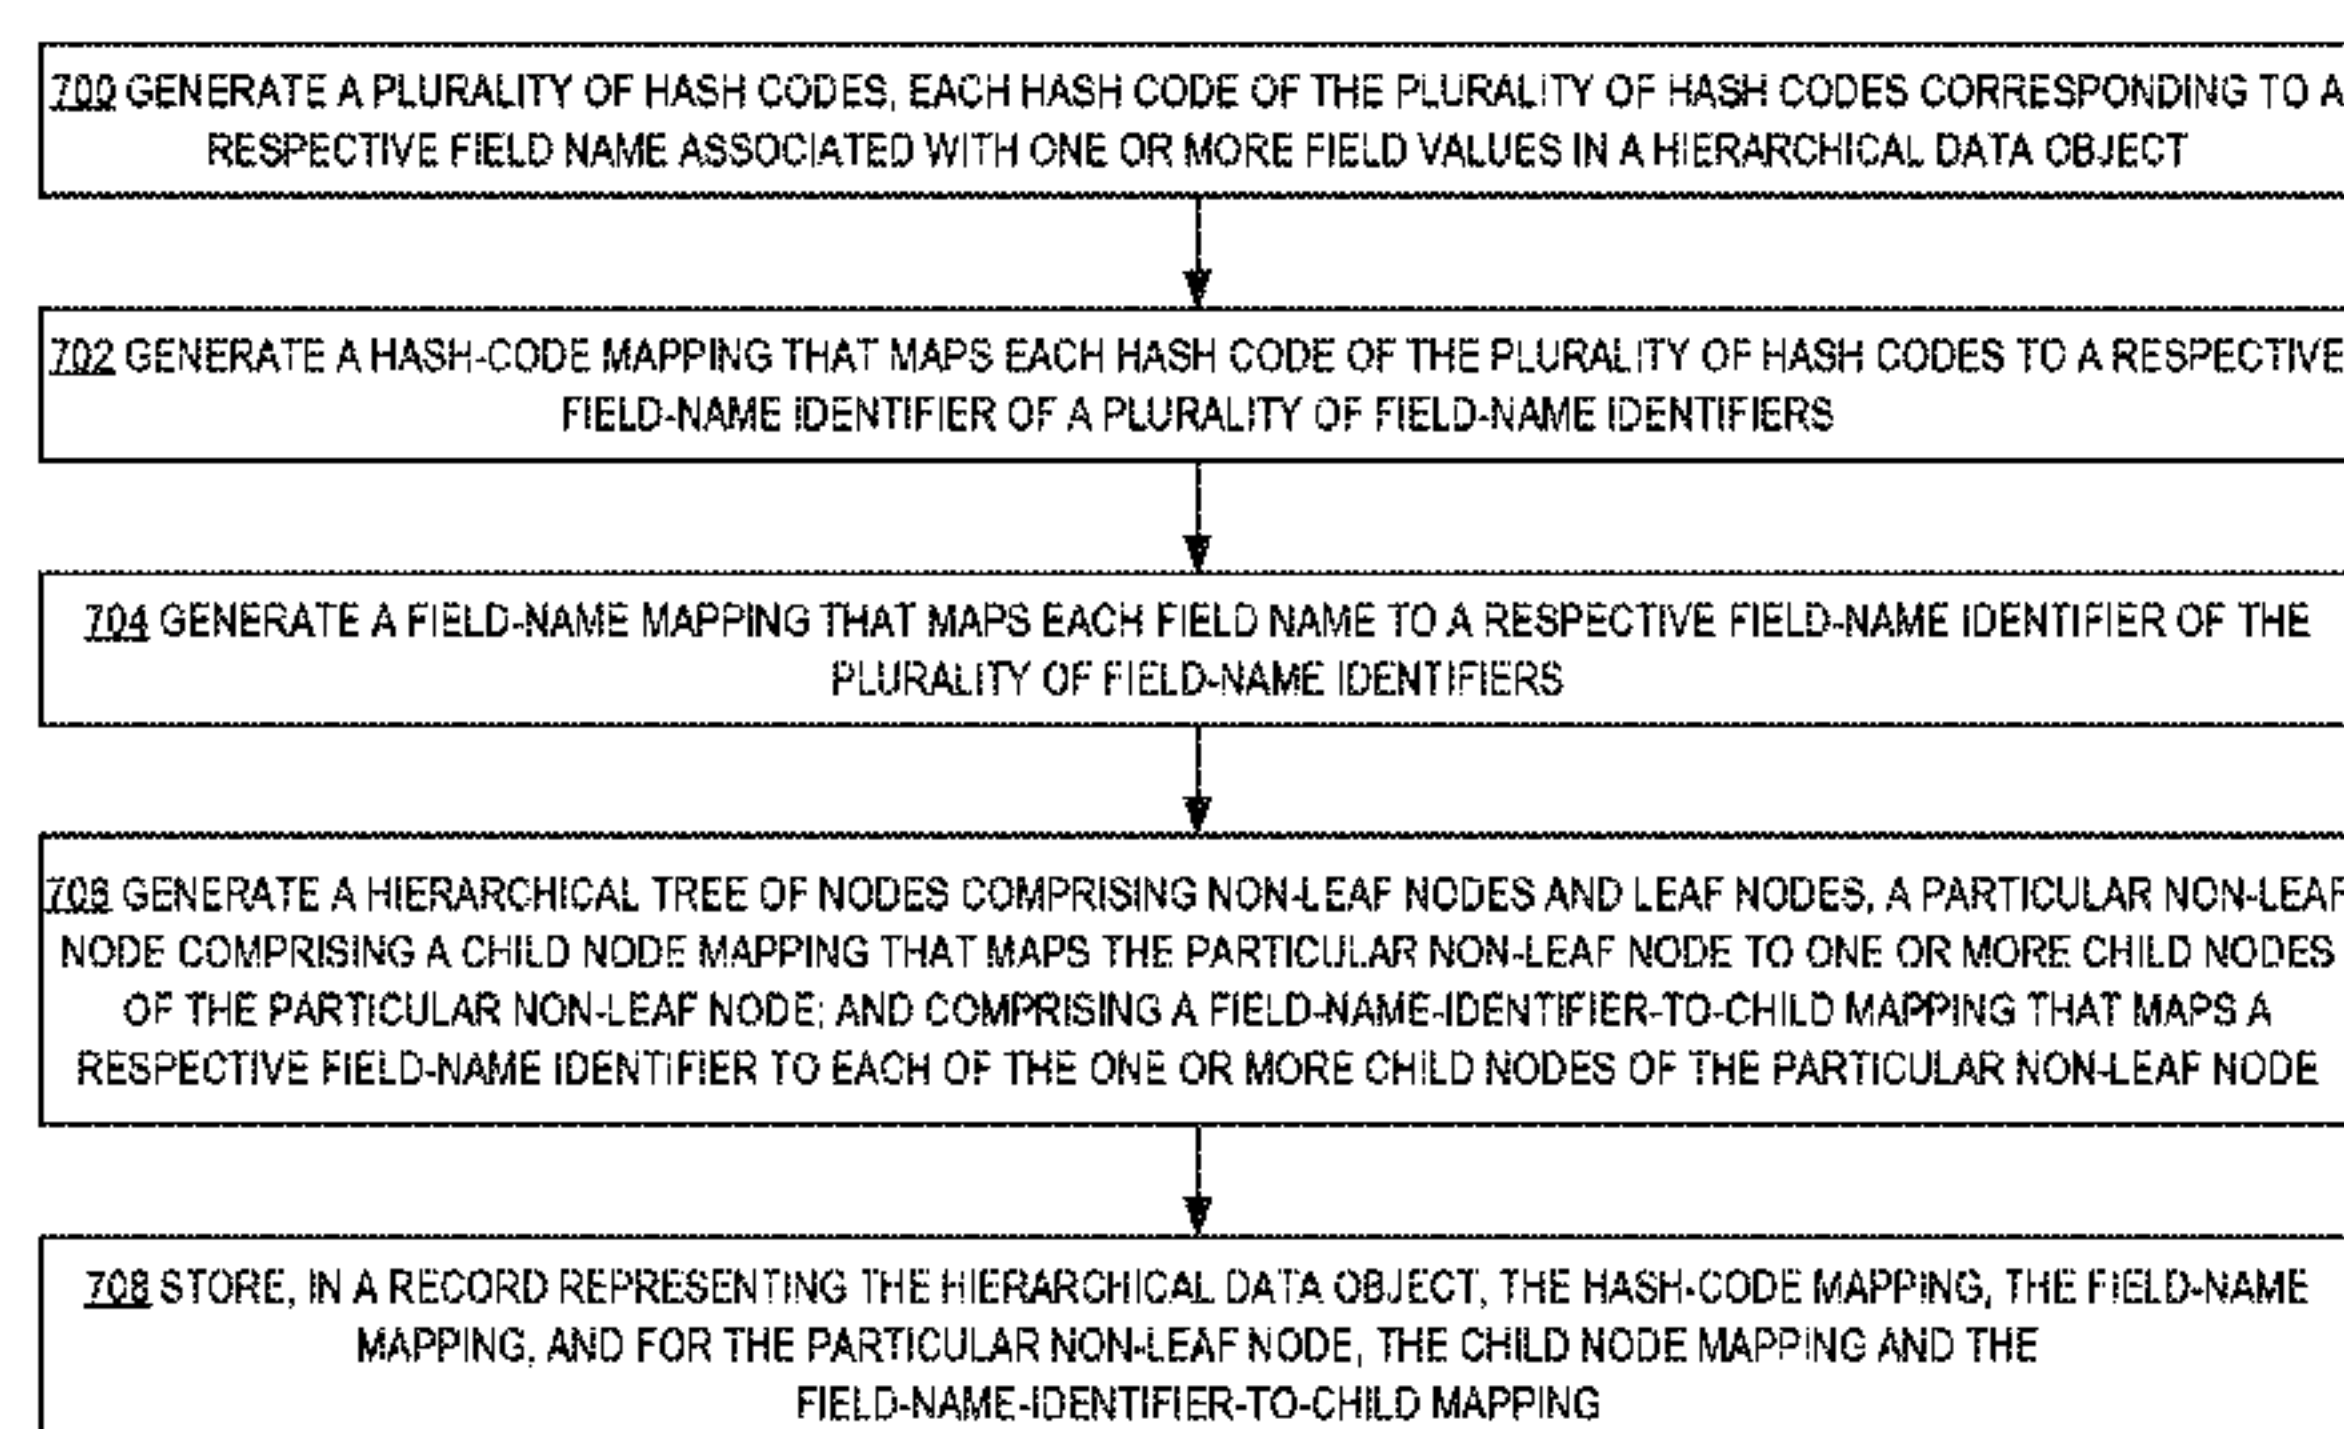 700 GENERATE A PLURALITY OF HASH CODES, EACH HASH CODE OF THE PLURALITY OF HASH CODES CORRESPONDING TO A
RESPECTIVE FIELD NAME ASSOCIATED WITH ONE OR MORE FIELD VALUES IN A HIERARCHICAL DATA OBJECT
702 GENERATE A HASH-CODE MAPPING THAT MAPS EACH HASH CODE OF THE PLURALITY OF HASH CODES TO A RESPECTIVE
FIELD-NAME IDENTIFIER OF A PLURALITY OF FIELD-NAME IDENTIFIERS
704 GENERATE A FIELD-NAME MAPPING THAT MAPS EACH FIELD NAME TO A RESPECTIVE FIELD-NAME IDENTIFIER OF THE
PLURALITY OF FIELD-NAME IDENTIFIERS
706 GENERATE A HIERARCHICAL TREE OF NODES COMPRISING NON-LEAF NODES AND LEAF NODES, A PARTICULAR NON-LEAF
NODE COMPRISING A CHILD NODE MAPPING THAT MAPS THE PARTICULAR NON-LEAF NODE TO ONE OR MORE CHILD NODES
OF THE PARTICULAR NON-LEAF NODE; AND COMPRISING A FIELD-NAME-IDENTIFIER-TO-CHILD MAPPING THAT MAPS A
RESPECTIVE FIELD-NAME IDENTIFIER TO EACH OF THE ONE OR MORE CHILD NODES OF THE PARTICULAR NON-LEAF NODE
708 STORE, IN A RECORD REPRESENTING THE HIERARCHICAL DATA OBJECT, THE HASH-CODE MAPPING, THE FIELD-NAME
MAPPING, AND FOR THE PARTICULAR NON-LEAF NODE, THE CHILD NODE MAPPING AND THE
FIELD-NAME-IDENTIFIER-TO-CHILD MAPPING